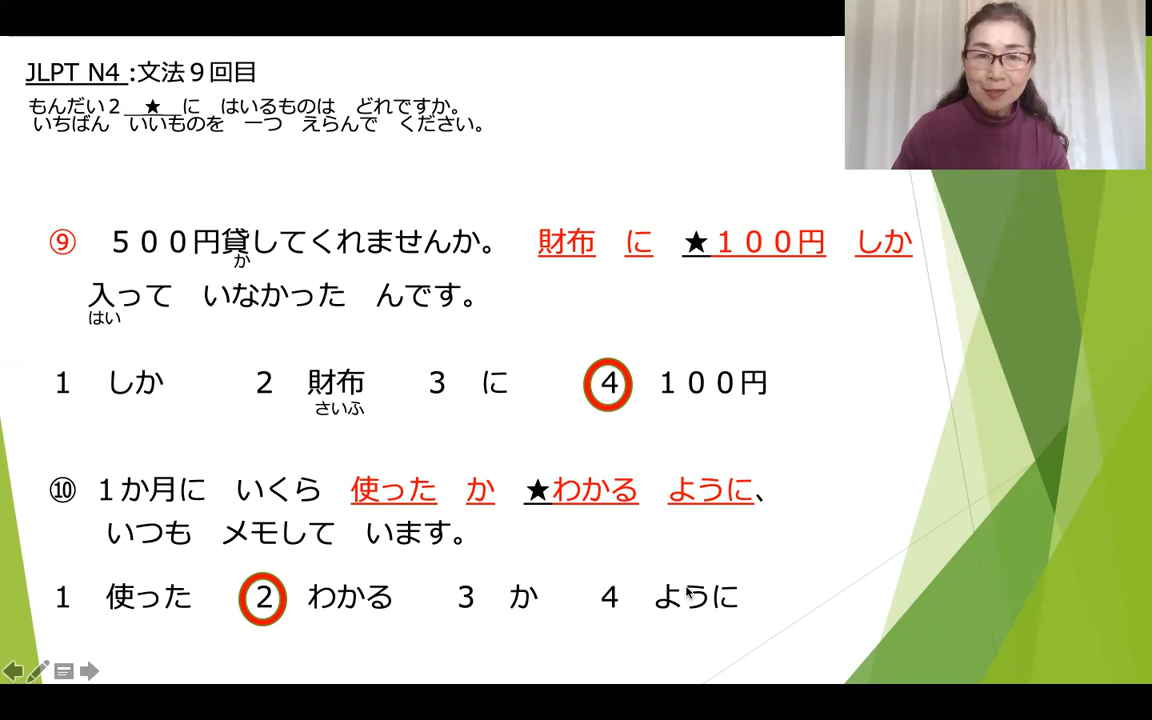 JLPT N4 :文法９回目
もんだい２　★　に　はいるものは　どれですか。
いちばん　いいものを　一つ　えらんで　ください。
⑨　５００円貸してくれませんか。　財布　に　★１００円　しか
か
入って　いなかった　んです。
はい
１　しか　２　財布　３　に　４　１００円
さいふ
⑩　１か月に　いくら　使った　か　★わかる　ように、
いつも　メモして　います。
１　使った　２　わかる　３　か　４　ように